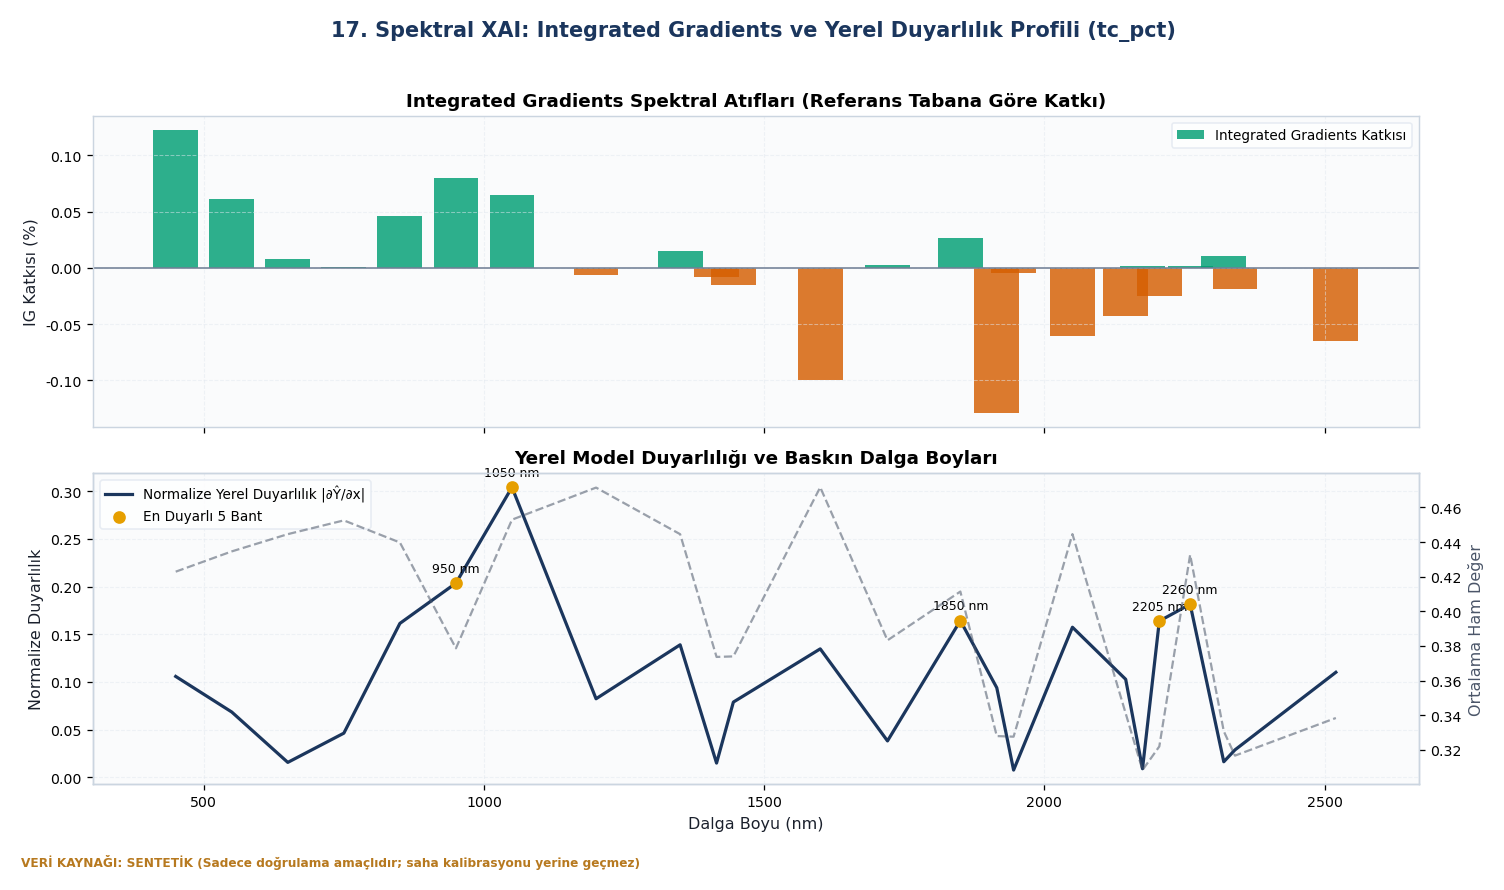 17. Spektral XAI: Integrated Gradients ve Yerel Duyarlılık Profili (tc_pct)
Integrated Gradients Spektral Atıfları (Referans Tabana Göre Katkı)
Integrated Gradients Katkısı
IG Katkısı (%)
0.10
0.05
0.00
-0.05
-0.10
Yerel Model Duyarlılığı ve Baskın Dalga Boyları
Normalize Yerel Duyarlılık |∂Ŷ/∂x|
En Duyarlı 5 Bant
1050 nm
950 nm
1850 nm
2260 nm
2205 nm
Normalize Duyarlılık
0.30
0.25
0.20
0.15
0.10
0.05
0.00
0.46
0.44
0.42
0.40
0.38
0.36
0.34
0.32
Ortalama Ham Değer
500
1000
1500
2000
2500
Dalga Boyu (nm)
VERİ KAYNAĞI: SENTETİK (Sadece doğrulama amaçlıdır; saha kalibrasyonu yerine geçmez)